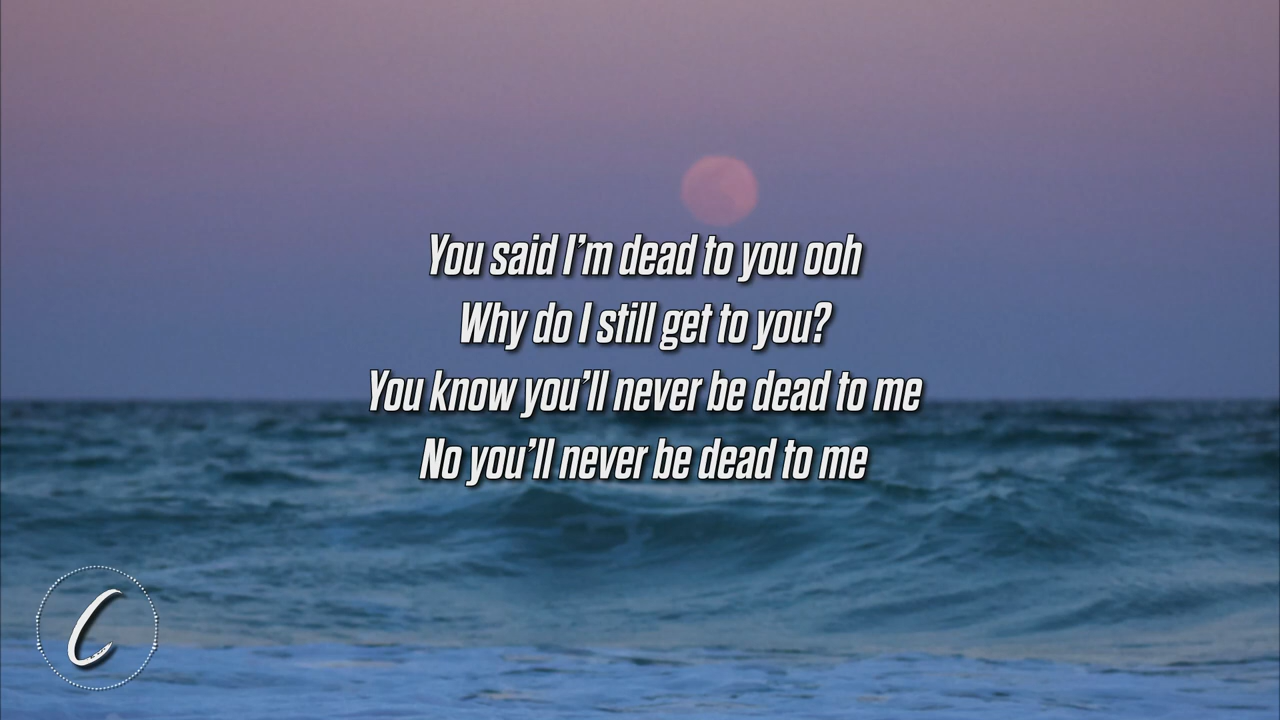 You said I'm dead to you ooh
Why do I still get to you?
You know you'll never be dead to me
No you'll never be dead to me
C